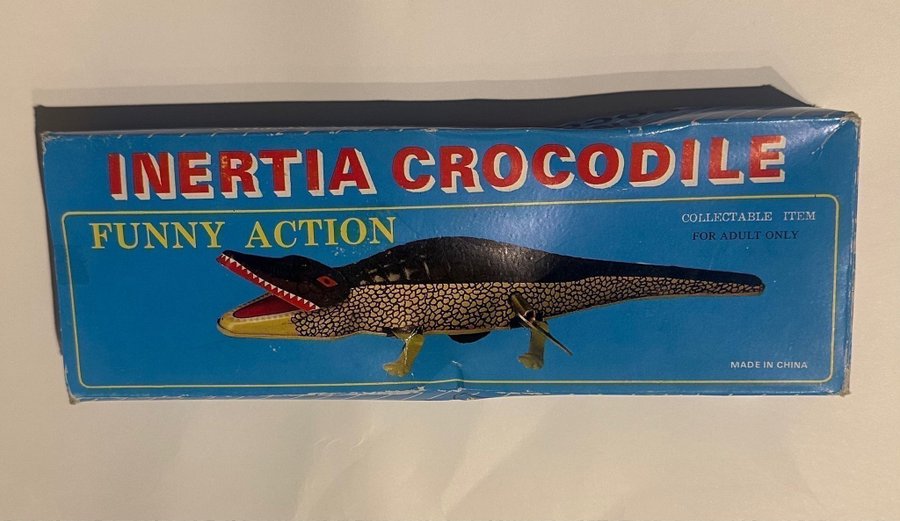 INERTIA CROCODILE
FUNNY ACTION
COLLECTABLE ITEM
FOR ADULT ONLY
MADE IN CHINA